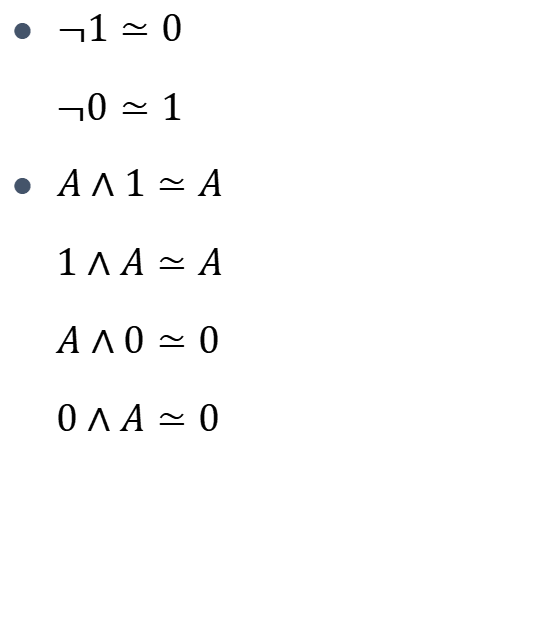 • ¬1 ≃ 0
¬0 ≃ 1
• A ∧ 1 ≃ A
1 ∧ A ≃ A
A ∧ 0 ≃ 0
0 ∧ A ≃ 0